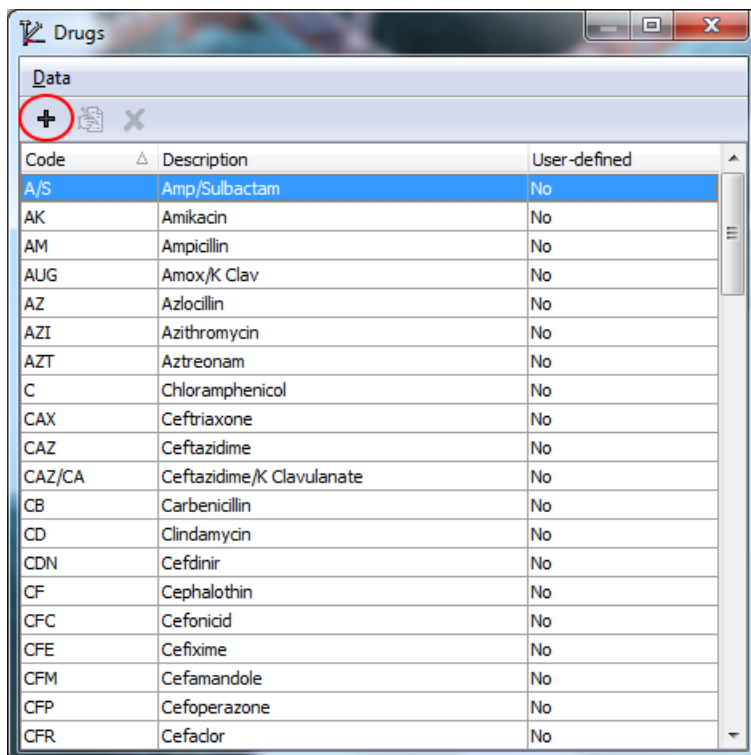 Drugs
Data
Code Description User-defined
A/S Amp/Sulbactam No
AK Amikacin No
AM Ampicillin No
AUG Amox/K Clav No
AZ Azlocillin No
AZI Azithromycin No
AZT Aztreonam No
C Chloramphenicol No
CAX Ceftriaxone No
CAZ Ceftazidime No
CAZ/CA Ceftazidime/K Clavulanate No
CB Carbenicillin No
CD Clindamycin No
CDN Cefdinir No
CF Cephalothin No
CFC Cefonicid No
CFE Cefixime No
CFM Cefamandole No
CFP Cefoperazone No
CFR Cefaclor No